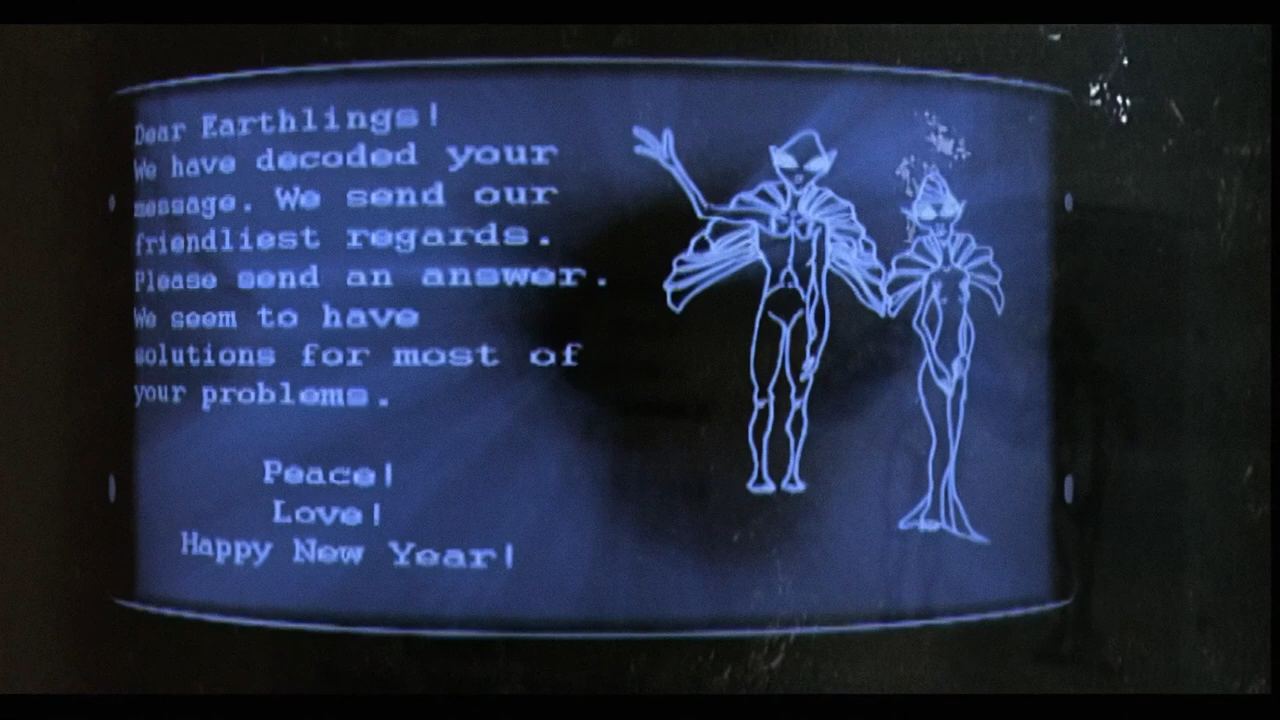 Dear Earthlings!
We have decoded your
message. We send our
friendliest regards.
Please send an answer.
We seem to have
solutions for most of
your problems.
Peace!
Love!
Happy New Year!